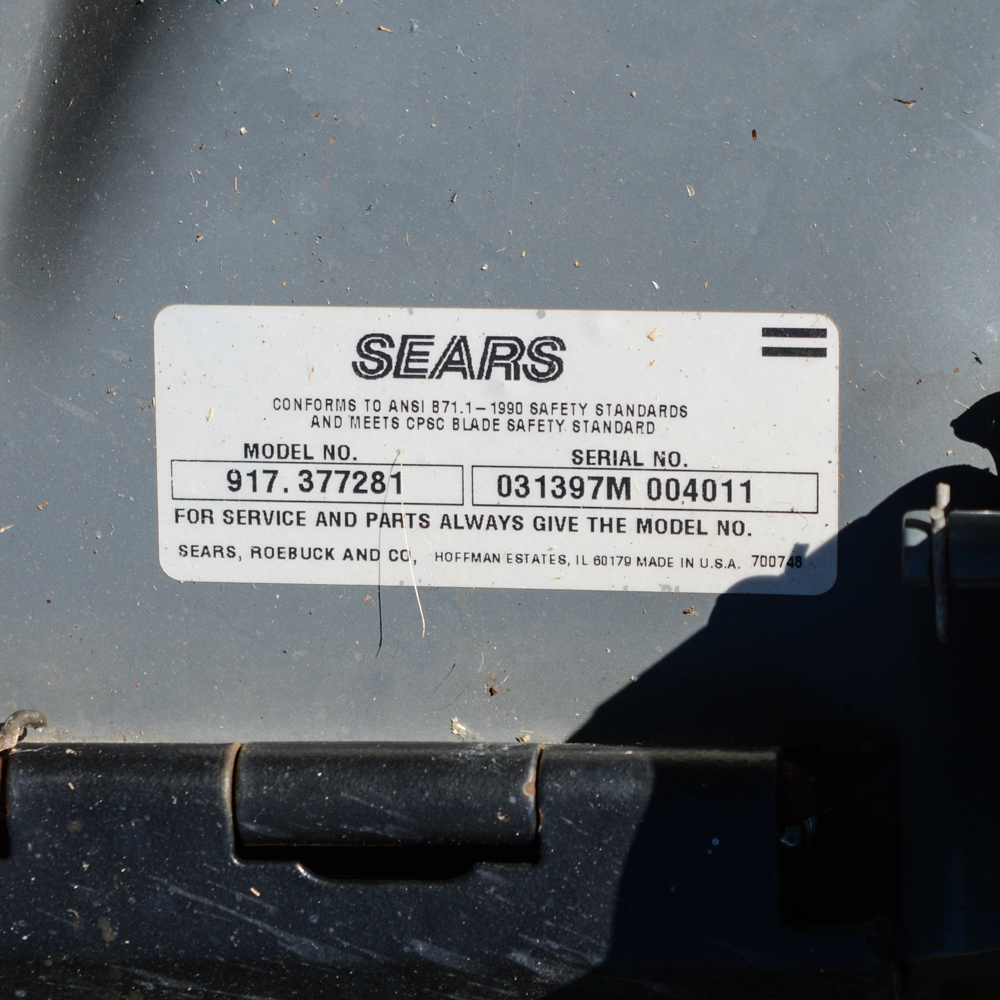 SEARS
CONFORMS TO ANSI B71.1-1990 SAFETY STANDARDS
AND MEETS CPSC BLADE SAFETY STANDARD
MODEL NO.
917.377281
SERIAL NO.
031397M 004011
FOR SERVICE AND PARTS ALWAYS GIVE THE MODEL NO.
SEARS, ROEBUCK AND CO, HOFFMAN ESTATES, IL 60179 MADE IN U.S.A. 700748